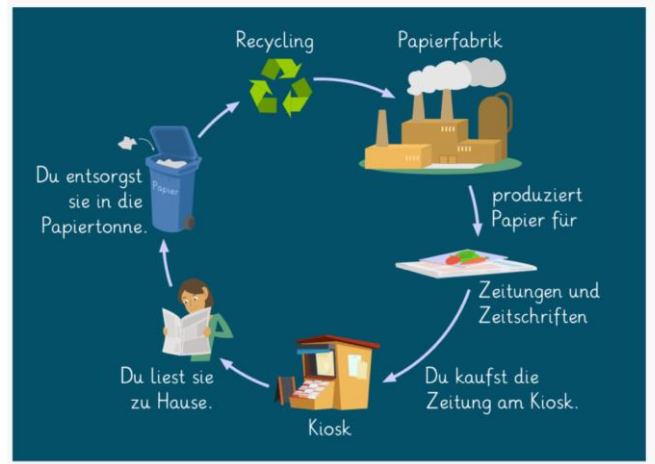 Recycling
Papierfabrik
Papier
Du entsorgst
sie in die
Papiertonne.
produziert
Papier für
Zeitungen und
Zeitschriften
Du liest sie
zu Hause.
Du kaufst die
Zeitung am Kiosk.
Kiosk